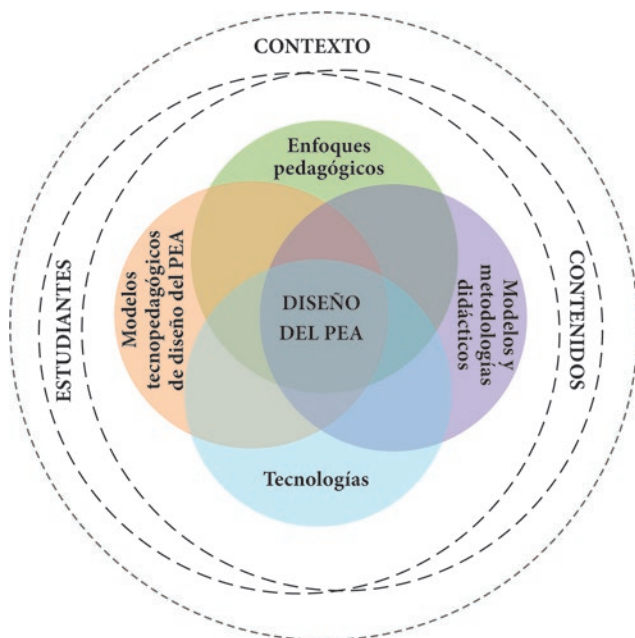 CONTEXTO
Enfoques
pedagógicos
ESTUDIANTES
Modelos
tecnopedagógicos
de diseño del PEA
DISEÑO
DEL PEA
Modelos y
metodologías
didácticos
CONTENIDOS
Tecnologías